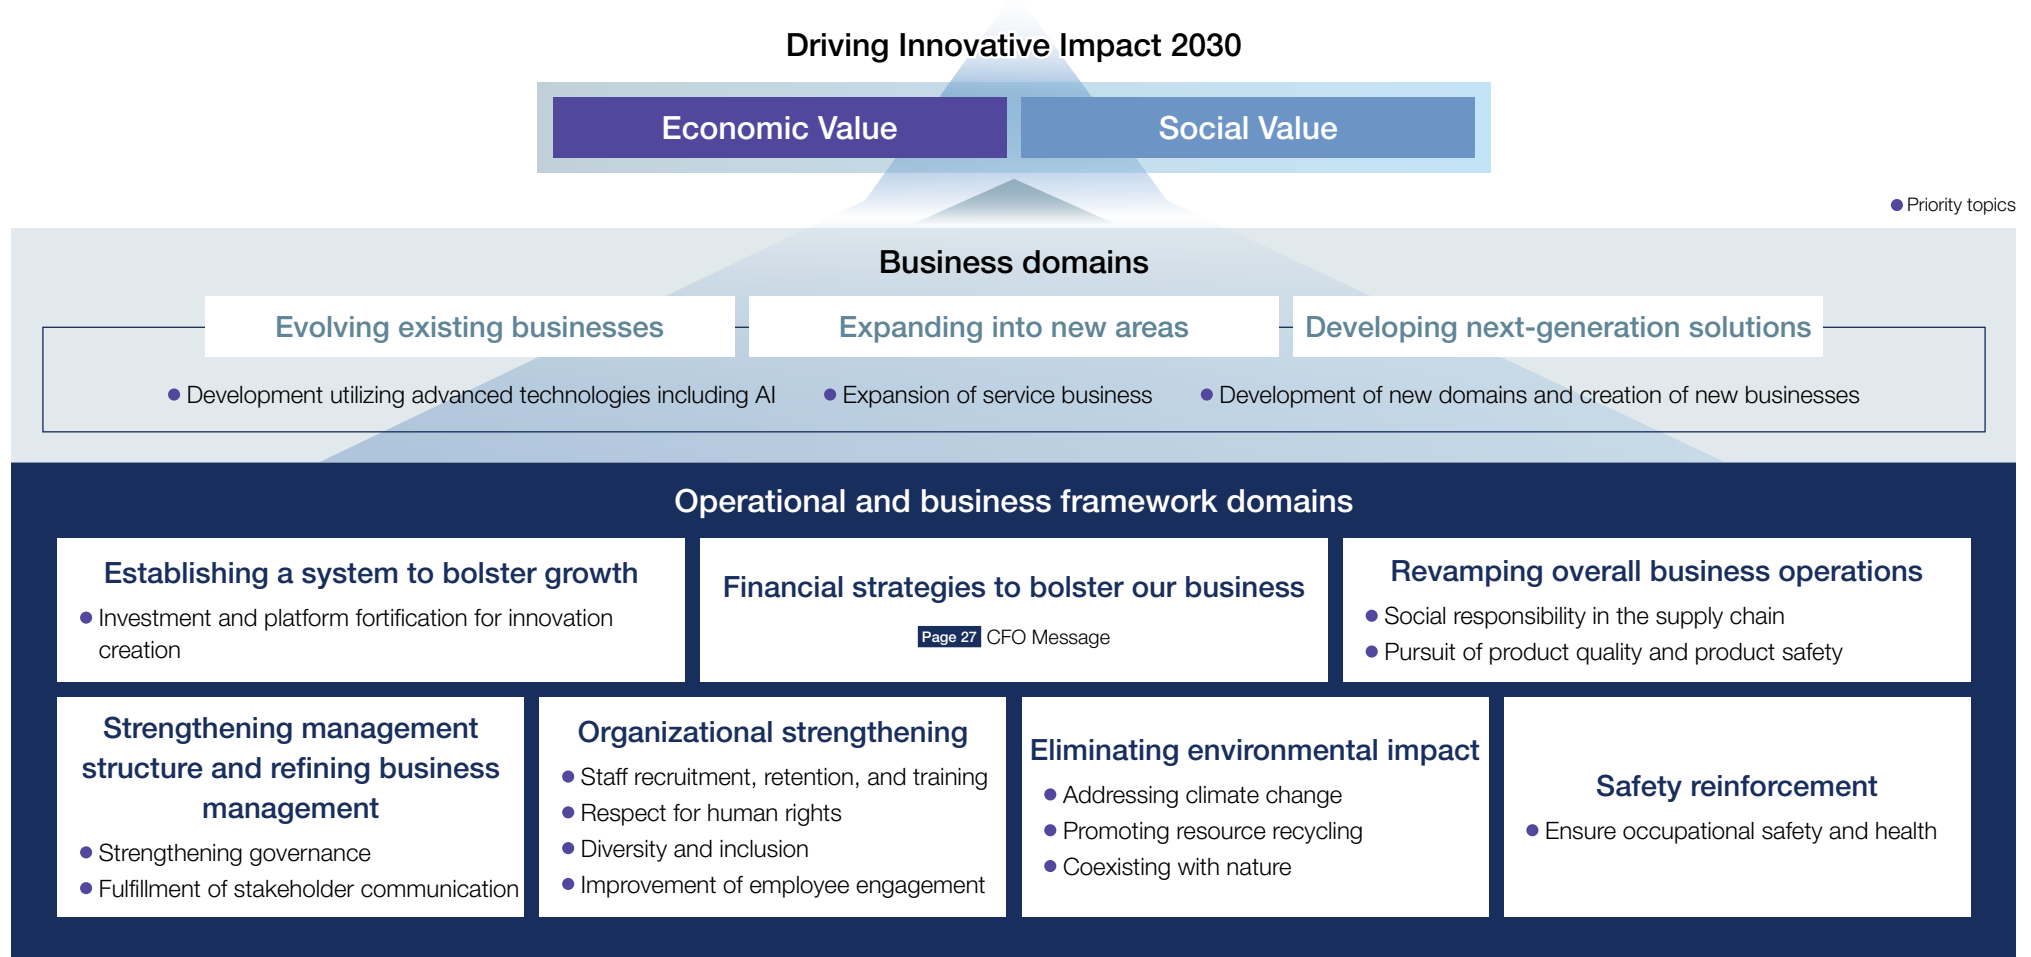 Driving Innovative Impact 2030
Economic Value
Social Value
● Priority topics
Business domains
Evolving existing businesses
Expanding into new areas
Developing next-generation solutions
● Development utilizing advanced technologies including AI
● Expansion of service business
● Development of new domains and creation of new businesses
Operational and business framework domains
Establishing a system to bolster growth
● Investment and platform fortification for innovation
creation
Financial strategies to bolster our business
Page 27 CFO Message
Revamping overall business operations
● Social responsibility in the supply chain
● Pursuit of product quality and product safety
Strengthening management
structure and refining business
management
● Strengthening governance
● Fulfillment of stakeholder communication
Organizational strengthening
● Staff recruitment, retention, and training
● Respect for human rights
● Diversity and inclusion
● Improvement of employee engagement
Eliminating environmental impact
● Addressing climate change
● Promoting resource recycling
● Coexisting with nature
Safety reinforcement
● Ensure occupational safety and health